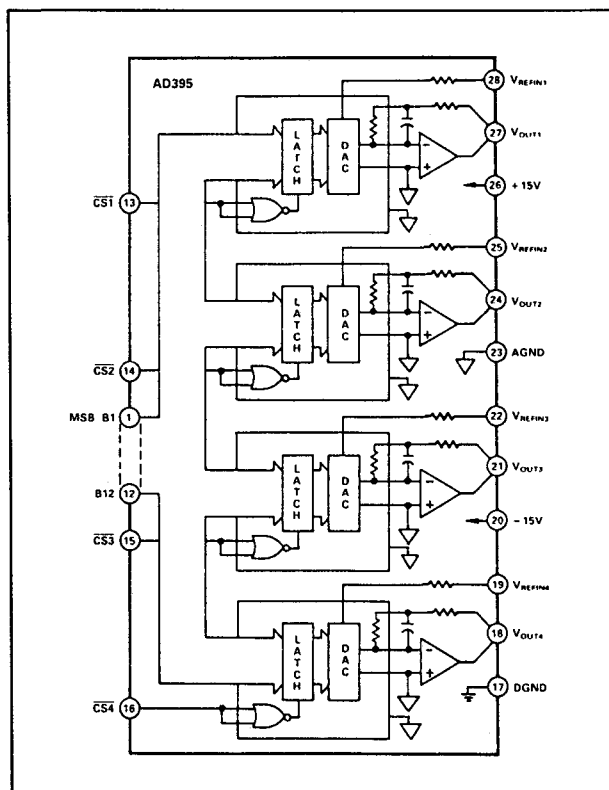 AD395
28 VREFIN1
27 VOUT1
LATCH
DAC
−
+
26 + 15V
CS1 13
25 VREFIN2
24 VOUT2
LATCH
DAC
−
+
23 AGND
CS2 14
MSB B1 1
22 VREFIN3
21 VOUT3
LATCH
DAC
−
+
B12 12
20 − 15V
CS3 15
19 VREFIN4
18 VOUT4
LATCH
DAC
−
+
17 DGND
CS4 16